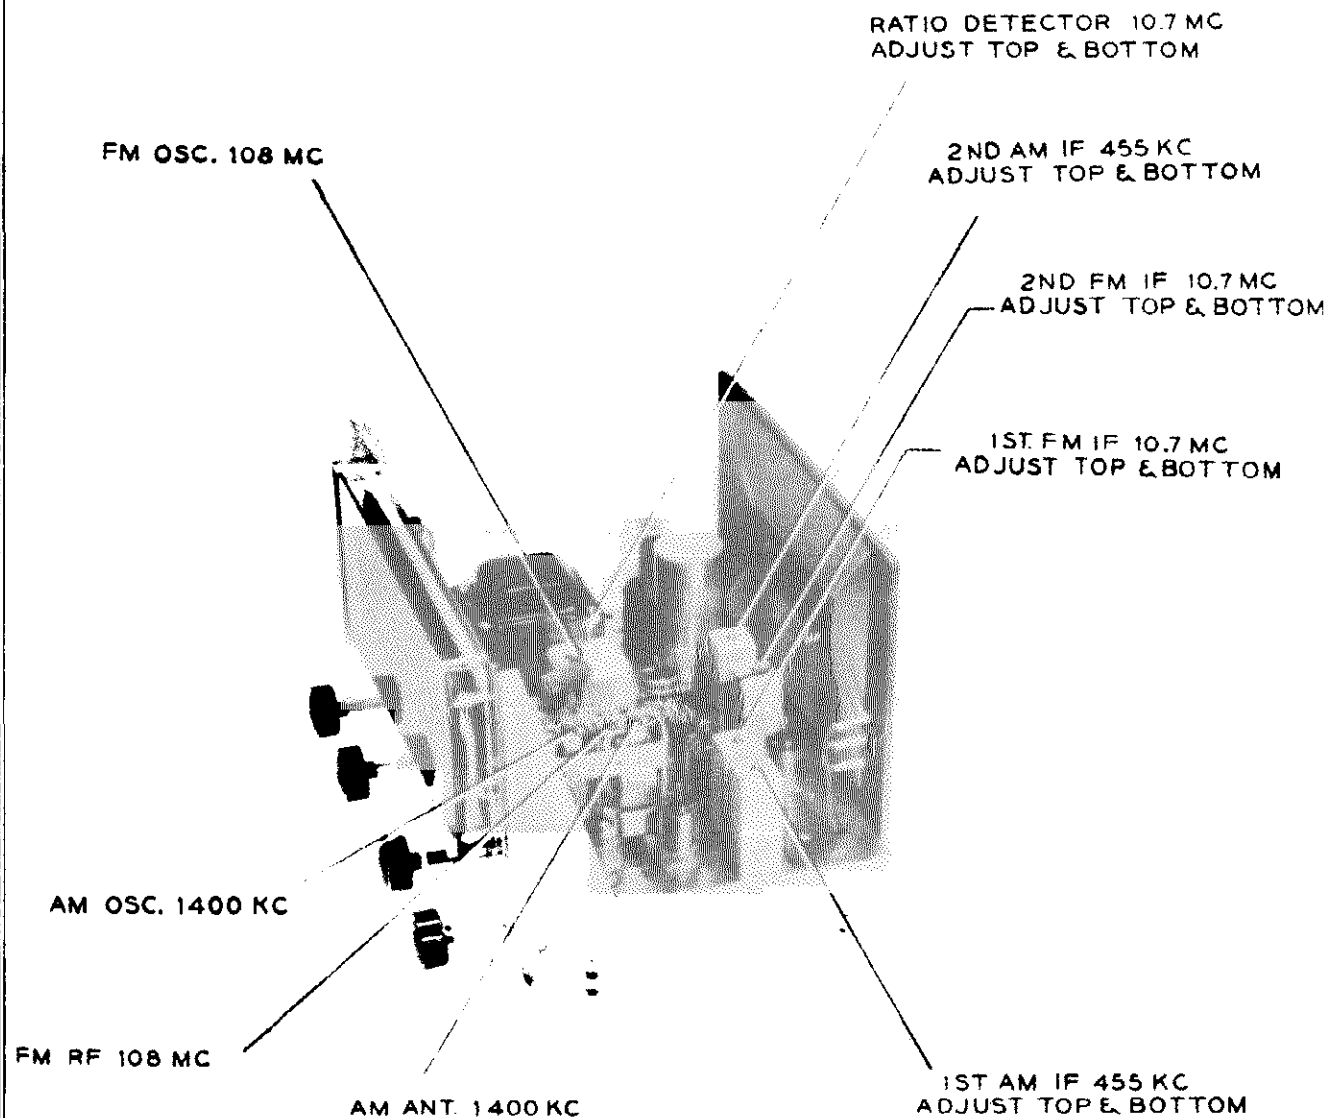 RATIO DETECTOR 10.7 MC
ADJUST TOP & BOTTOM
FM OSC. 108 MC
2ND AM IF 455 KC
ADJUST TOP & BOTTOM
2ND FM IF 10.7 MC
ADJUST TOP & BOTTOM
1ST. FM IF 10.7 MC
ADJUST TOP & BOTTOM
AM OSC. 1400 KC
FM RF 108 MC
AM ANT. 1400 KC
1ST AM IF 455 KC
ADJUST TOP & BOTTOM